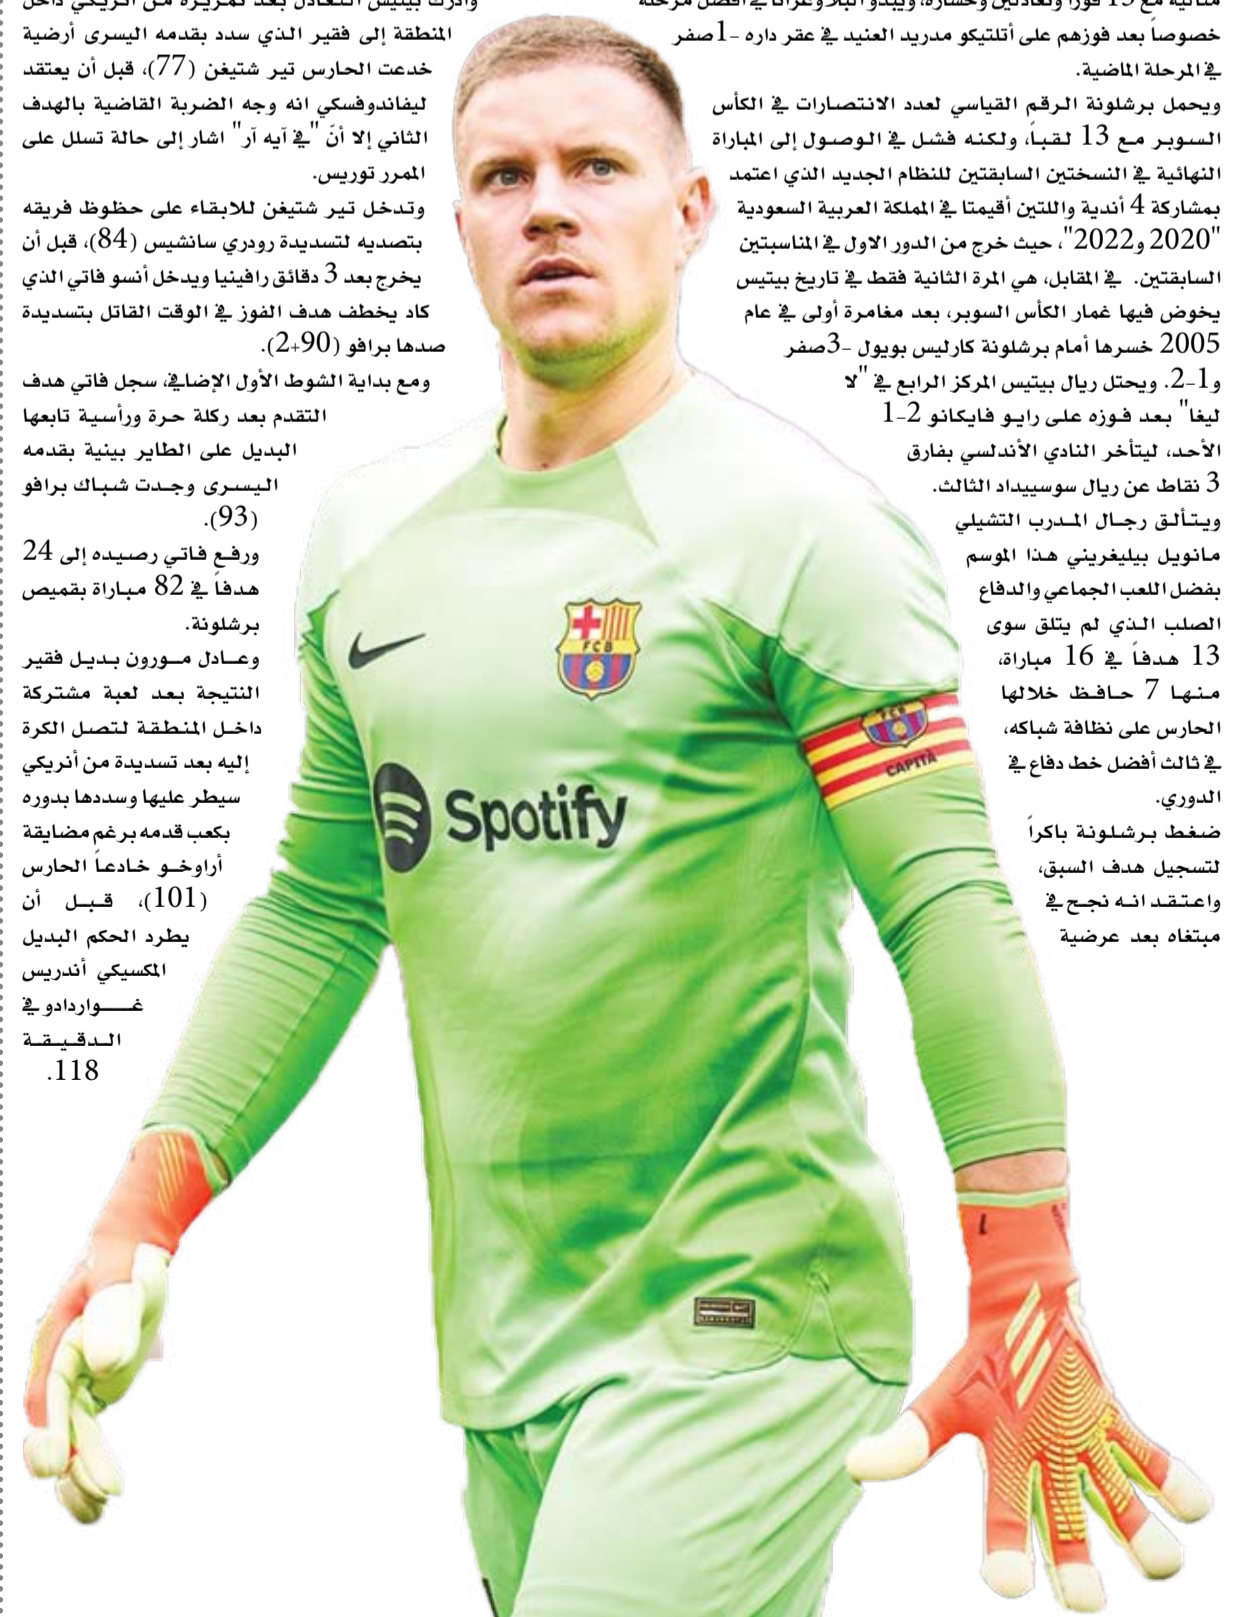 خصوصاً بعد فوزهم على أتلتيكو مدريد العنيد في عقر داره 1-صفر
في المرحلة الماضية.
ويحمل برشلونة الرقم القياسي لعدد الانتصارات في الكأس
السوبر مع 13 لقباً، ولكنه فشل في الوصول إلى المباراة
النهائية في النسختين السابقتين للنظام الجديد الذي اعتمد
بمشاركة 4 أندية واللتين أقيمتا في المملكة العربية السعودية
"2020 و2022"، حيث خرج من الدور الاول في المناسبتين
السابقتين. في المقابل، هي المرة الثانية فقط في تاريخ بيتيس
يخوض فيها غمار الكأس السوبر، بعد مغامرة أولى في عام
2005 خسرها أمام برشلونة كارليس بويول 3-صفر
و1-2. ويحتل ريال بيتيس المركز الرابع في "لا
ليغا" بعد فوزه على رايو فايكانو 2-1
الأحد، ليتأخر النادي الأندلسي بفارق
3 نقاط عن ريال سوسييداد الثالث.
ويتألق رجال المدرب التشيلي
مانويل بيليغريني هذا الموسم
بفضل اللعب الجماعي والدفاع
الصلب الذي لم يتلق سوى
13 هدفاً في 16 مباراة،
منها 7 حافظ خلالها
الحارس على نظافة شباكه،
في ثالث أفضل خط دفاع في
الدوري.
ضغط برشلونة باكراً
لتسجيل هدف السبق،
واعتقد انه نجح في
مبتغاه بعد عرضية
المنطقة إلى فقير الذي سدد بقدمه اليسرى أرضية
خدعت الحارس تير شتيغن (77)، قبل أن يعتقد
ليفاندوفسكي انه وجه الضربة القاضية بالهدف
الثاني إلا أنّ "في آيه آر" اشار إلى حالة تسلل على
الممرر توريس.
وتدخل تير شتيغن للابقاء على حظوظ فريقه
بتصديه لتسديدة رودري سانشيس (84)، قبل أن
يخرج بعد 3 دقائق رافينيا ويدخل أنسو فاتي الذي
كاد يخطف هدف الفوز في الوقت القاتل بتسديدة
صدها برافو (90+2).
ومع بداية الشوط الأول الإضافي، سجل فاتي هدف
التقدم بعد ركلة حرة ورأسية تابعها
البديل على الطاير بينية بقدمه
اليسرى وجدت شباك برافو
(93).
ورفع فاتي رصيده إلى 24
هدفاً في 82 مباراة بقميص
برشلونة.
وعادل مورون بديل فقير
النتيجة بعد لعبة مشتركة
داخل المنطقة لتصل الكرة
إليه بعد تسديدة من أنريكي
سيطر عليها وسددها بدوره
بكعب قدمه برغم مضايقة
أراوخو خادعاً الحارس
(101)، قبل أن
يطرد الحكم البديل
المكسيكي أندريس
غواردادو في
الدقيقة
118.
FCB
FCB
CAPITÀ
Spotify